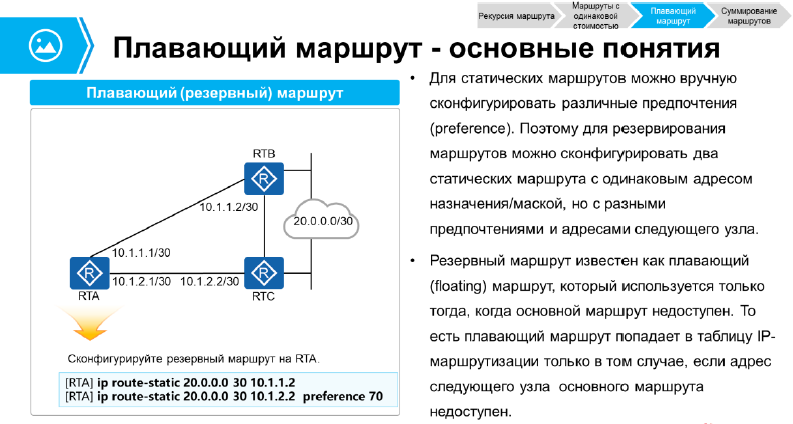 Рекурсия маршрута
Маршруты с
одинаковой
стоимостью
Плавающий
маршрут
Суммирование
маршрутов
Плавающий маршрут - основные понятия
Плавающий (резервный) маршрут
RTB
10.1.1.2/30
20.0.0.0/30
10.1.1.1/30
10.1.2.1/30
10.1.2.2/30
RTA
RTC
Сконфигурируйте резервный маршрут на RTA.
[RTA] ip route-static 20.0.0.0 30 10.1.1.2
[RTA] ip route-static 20.0.0.0 30 10.1.2.2 preference 70
• Для статических маршрутов можно вручную
сконфигурировать различные предпочтения
(preference). Поэтому для резервирования
маршрутов можно сконфигурировать два
статических маршрута с одинаковым адресом
назначения/маской, но с разными
предпочтениями и адресами следующего узла.
• Резервный маршрут известен как плавающий
(floating) маршрут, который используется только
тогда, когда основной маршрут недоступен. То
есть плавающий маршрут попадает в таблицу IP-
маршрутизации только в том случае, если адрес
следующего узла основного маршрута
недоступен.